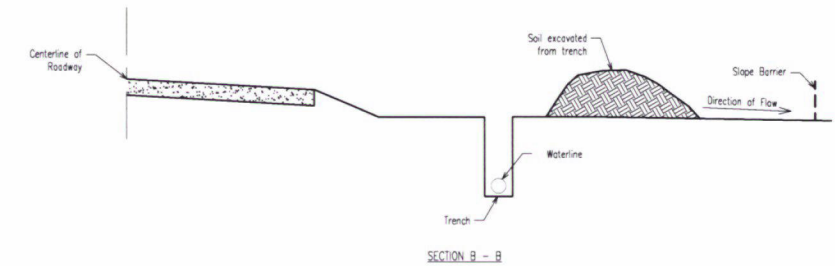 Centerline of
Roadway
Soil excavated
from trench
Slope Barrier
Direction of Flow
Waterline
Trench
SECTION B - B